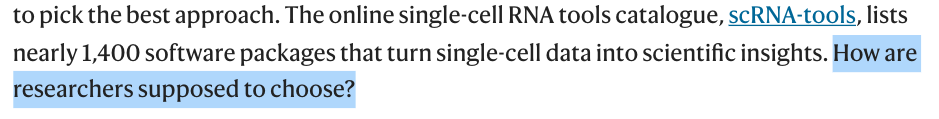 to pick the best approach. The online single-cell RNA tools catalogue, scRNA-tools, lists
nearly 1,400 software packages that turn single-cell data into scientific insights. How are
researchers supposed to choose?